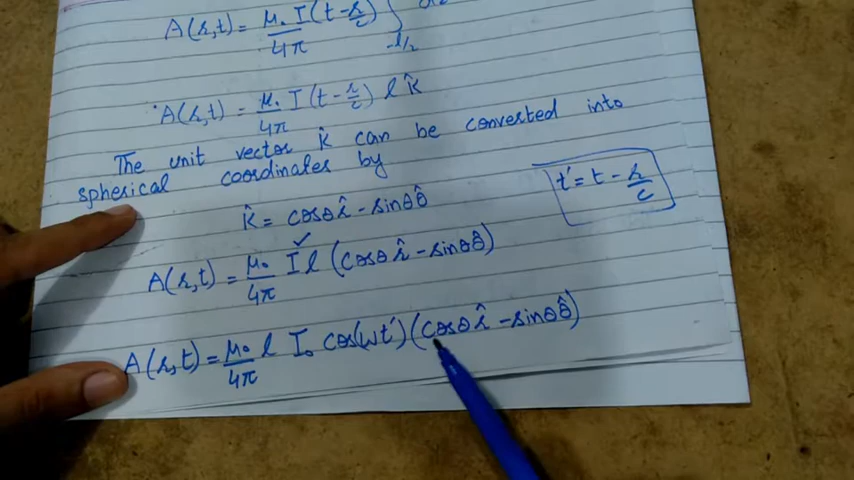 A(r,t) = μ₀/4π I(t-r/c) ∫_{-l/2}
A(r,t) = μ₀/4π I(t-r/c) l k̂
The unit vector k̂ can be converted into
spherical coordinates by
t' = t - r/c
k̂ = cosθ r̂ - sinθ θ̂
A(r,t) = μ₀/4π I l (cosθ r̂ - sinθ θ̂)
A(r,t) = μ₀/4π l I₀ cos(ωt') (cosθ r̂ - sinθ θ̂)